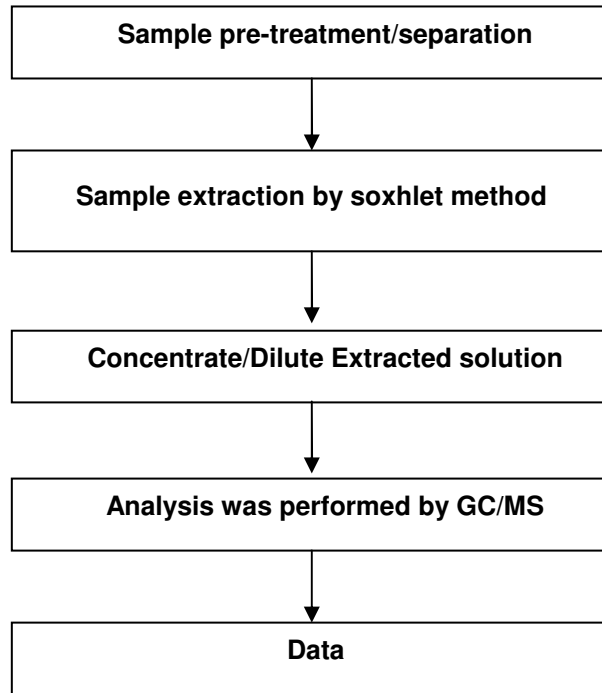 Sample pre-treatment/separation
Sample extraction by soxhlet method
Concentrate/Dilute Extracted solution
Analysis was performed by GC/MS
Data